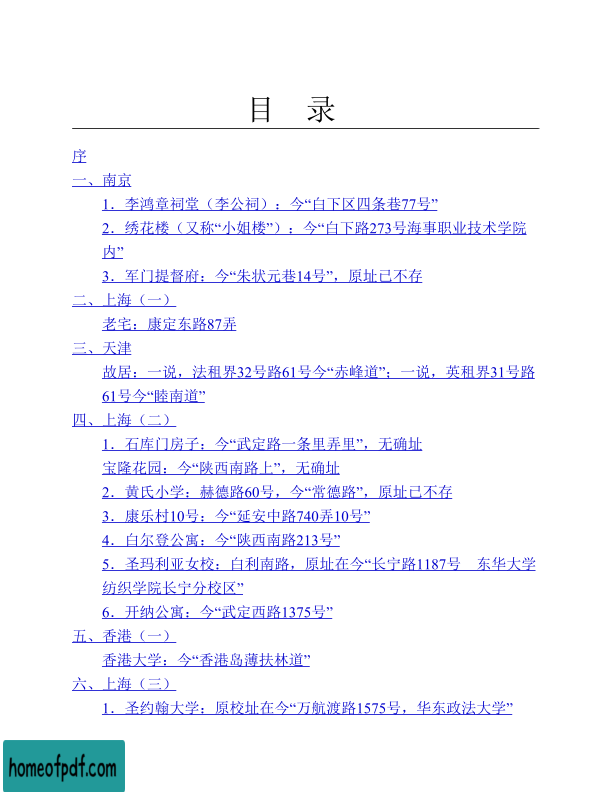 目 录
序
一、南京
1．李鸿章祠堂（李公祠）：今“白下区四条巷77号”
2．绣花楼（又称“小姐楼”）：今“白下路273号海事职业技术学院
内”
3．军门提督府：今“朱状元巷14号”，原址已不存
二、上海（一）
老宅：康定东路87弄
三、天津
故居：一说，法租界32号路61号今“赤峰道”；一说，英租界31号路
61号今“睦南道”
四、上海（二）
1．石库门房子：今“武定路一条里弄里”，无确址
宝隆花园：今“陕西南路上”，无确址
2．黄氏小学：赫德路60号，今“常德路”，原址已不存
3．康乐村10号：今“延安中路740弄10号”
4．白尔登公寓：今“陕西南路213号”
5．圣玛利亚女校：白利南路，原址在今“长宁路1187号　东华大学
纺织学院长宁分校区”
6．开纳公寓：今“武定西路1375号”
五、香港（一）
香港大学：今“香港岛薄扶林道”
六、上海（三）
1．圣约翰大学：原校址在今“万航渡路1575号，华东政法大学”
homeofpdf.com